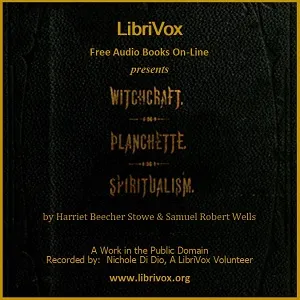 LibriVox
Free Audio Books On-Line
presents
WITCHCRAFT.
PLANCHETTE.
SPIRITUALISM.
by Harriet Beecher Stowe & Samuel Robert Wells
A Work in the Public Domain
Recorded by: Nichole Di Dio, A LibriVox Volunteer
www.librivox.org